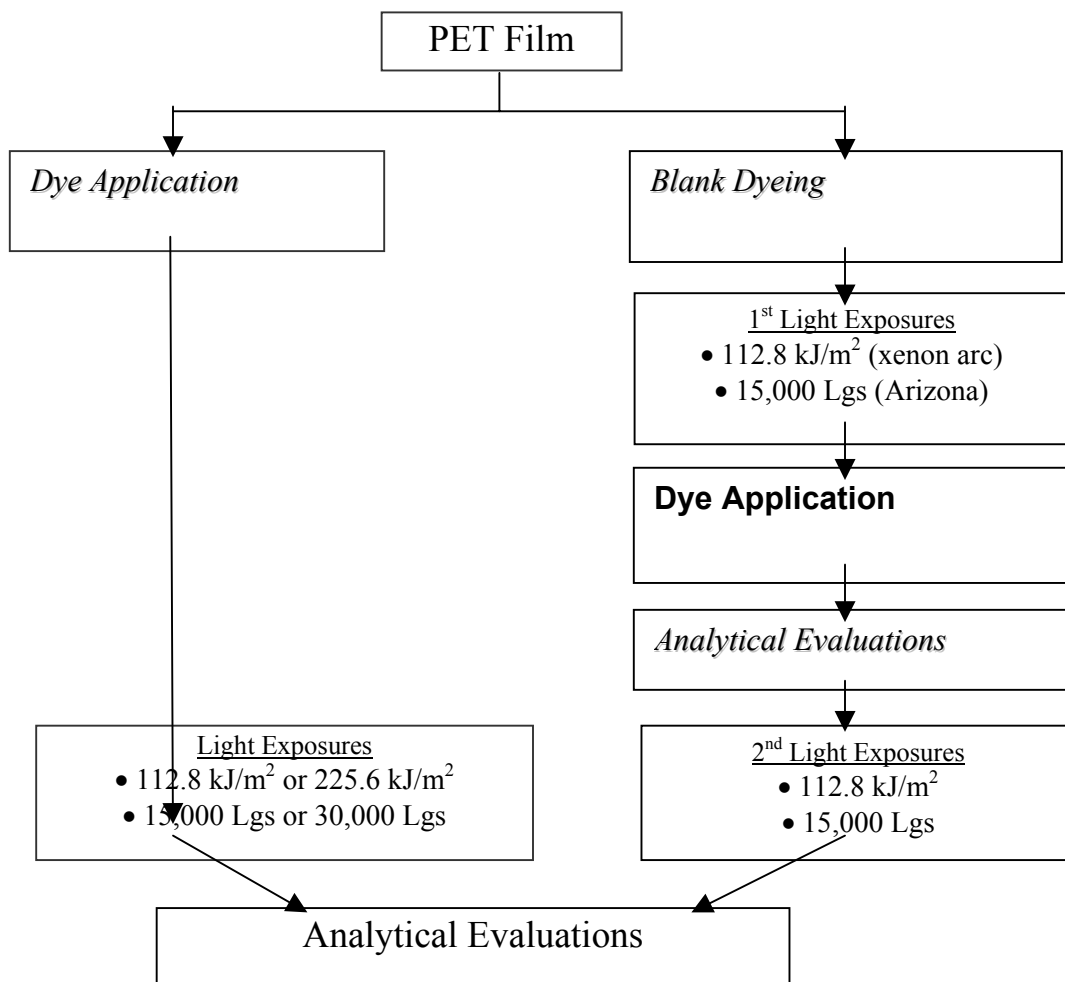 PET Film
Dye Application
Blank Dyeing
1st Light Exposures
• 112.8 kJ/m2 (xenon arc)
• 15,000 Lgs (Arizona)
Dye Application
Analytical Evaluations
Light Exposures
• 112.8 kJ/m2 or 225.6 kJ/m2
• 15,000 Lgs or 30,000 Lgs
2nd Light Exposures
• 112.8 kJ/m2
• 15,000 Lgs
Analytical Evaluations